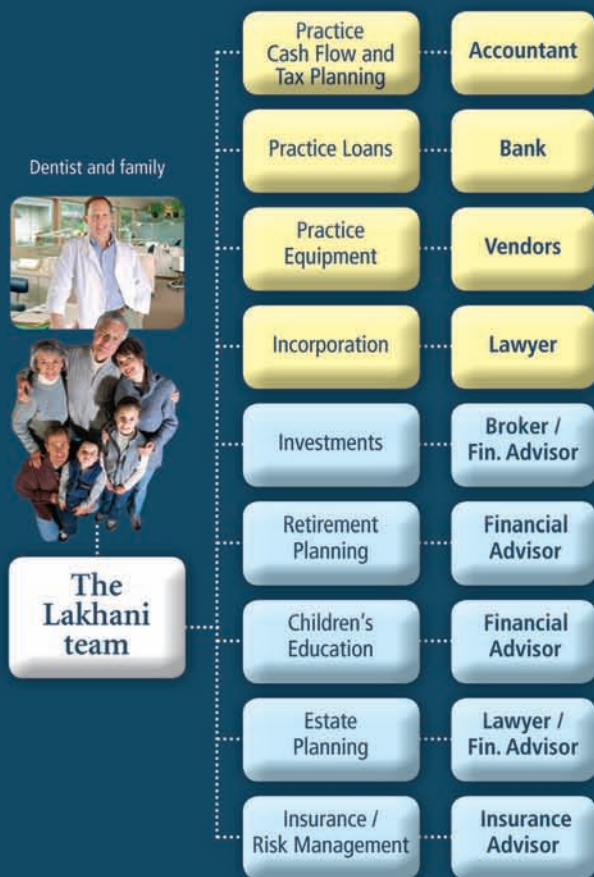 Dentist and family
The
Lakhani
team
Practice
Cash Flow and
Tax Planning
Accountant
Practice Loans
Bank
Practice
Equipment
Vendors
Incorporation
Lawyer
Investments
Broker /
Fin. Advisor
Retirement
Planning
Financial
Advisor
Children's
Education
Financial
Advisor
Estate
Planning
Lawyer /
Fin. Advisor
Insurance /
Risk Management
Insurance
Advisor